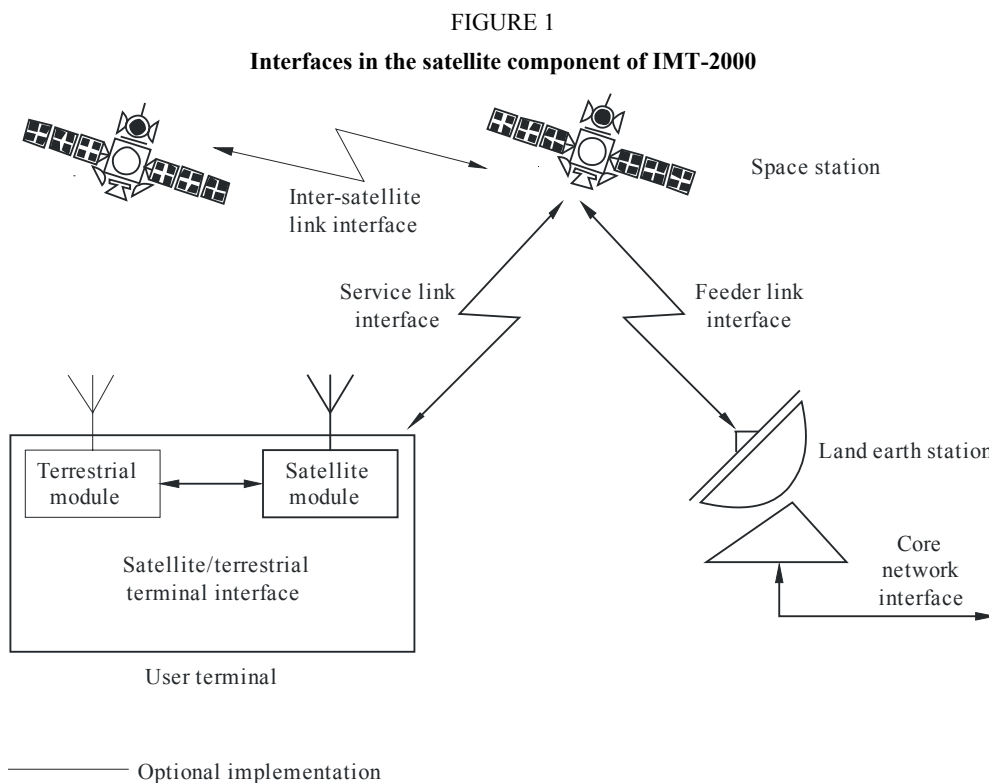 FIGURE 1
Interfaces in the satellite component of IMT-2000
Space station
Inter-satellite
link interface
Service link
interface
Feeder link
interface
Terrestrial
module
Satellite
module
Land earth station
Satellite/terrestrial
terminal interface
Core
network
interface
User terminal
Optional implementation